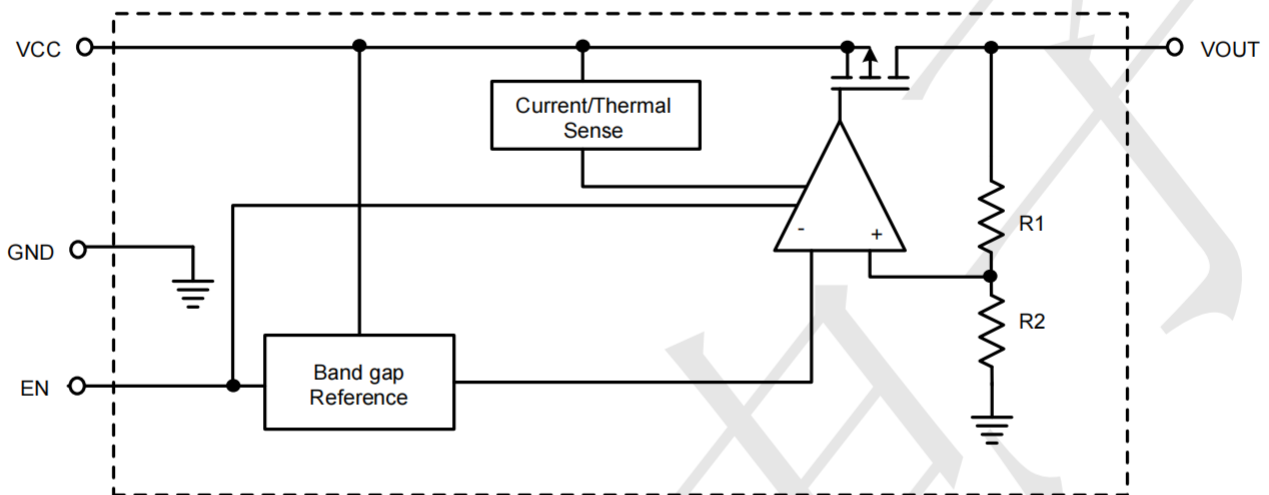 VCC
VOUT
Current/Thermal
Sense
-
+
R1
GND
R2
EN
Band gap
Reference